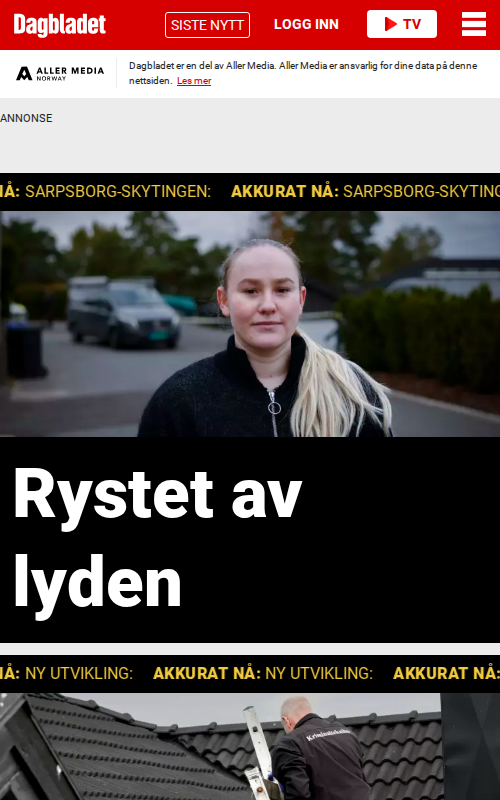 Dagbladet
SISTE NYTT
LOGG INN
TV
ALLER MEDIA
NORWAY
Dagbladet er en del av Aller Media. Aller Media er ansvarlig for dine data på denne
nettsiden. Les mer
ANNONSE
NÅ: SARPSBORG-SKYTINGEN: AKKURAT NÅ: SARPSBORG-SKYTING
Rystet av
lyden
NÅ: NY UTVIKLING: AKKURAT NÅ: NY UTVIKLING: AKKURAT NÅ: